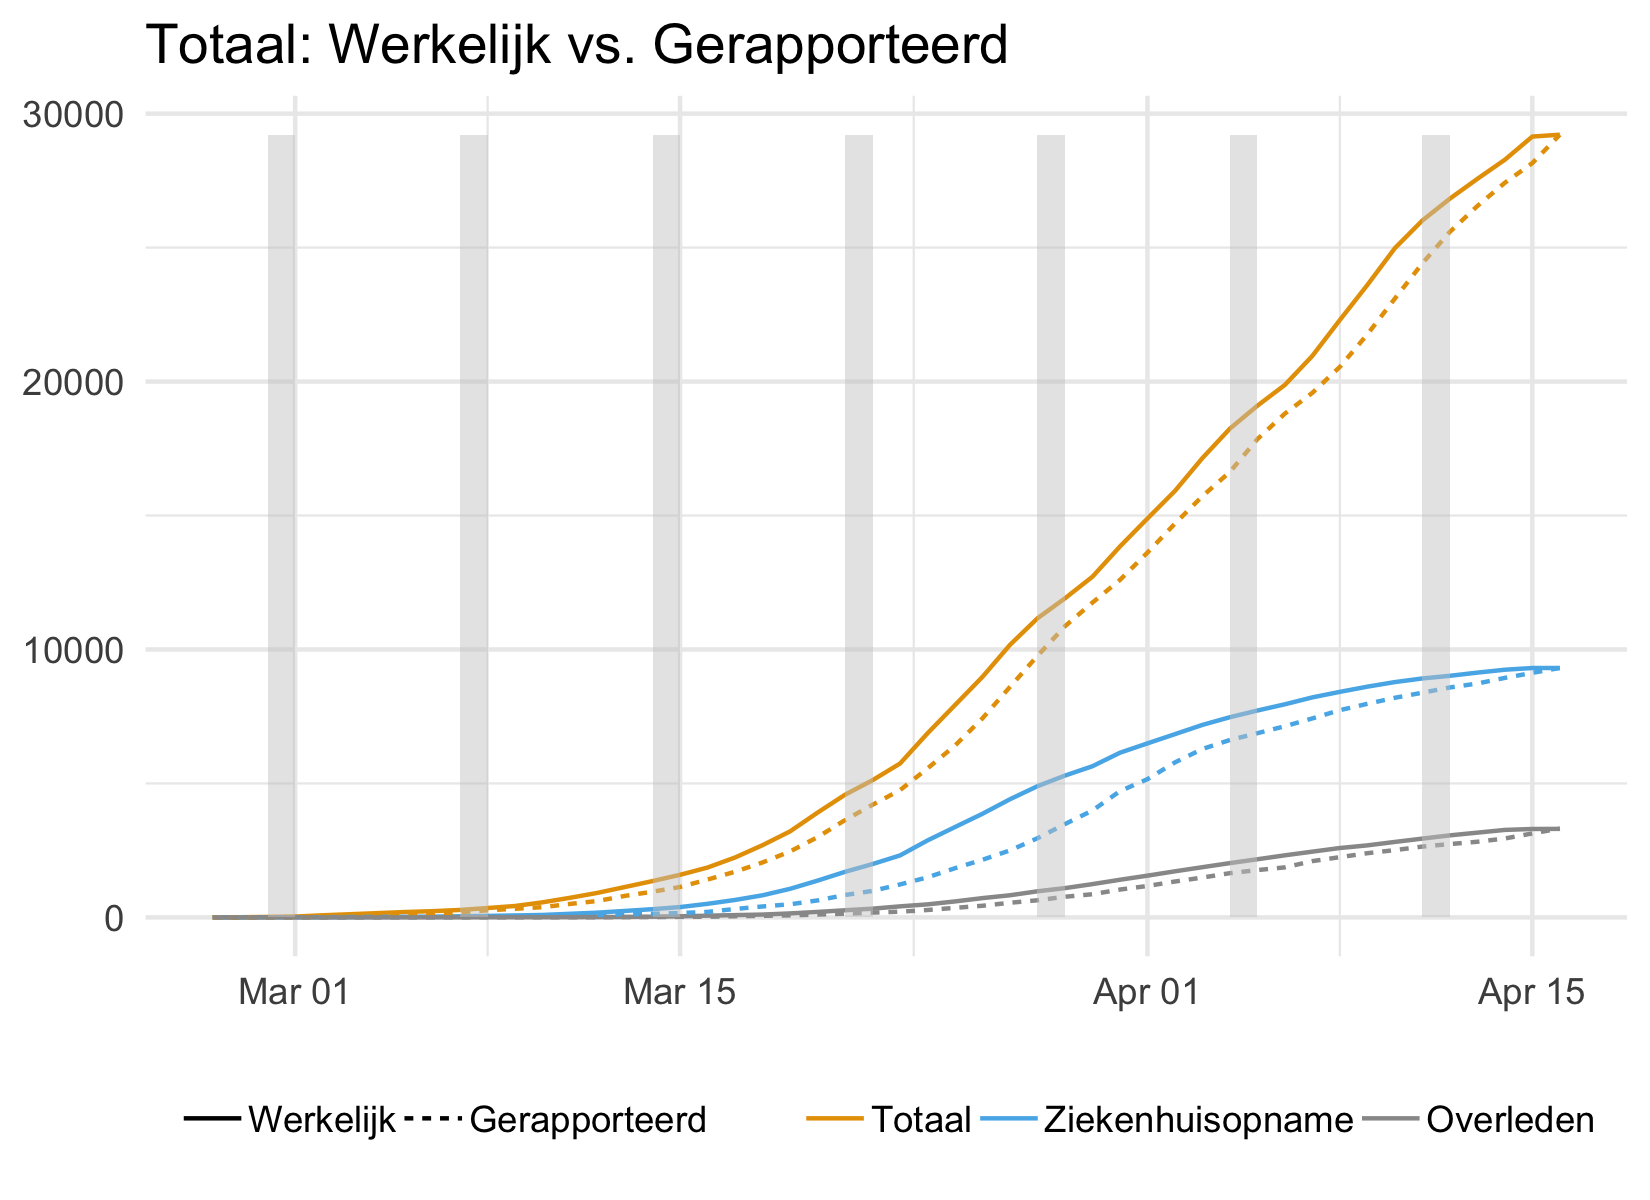 Totaal: Werkelijk vs. Gerapporteerd
30000
20000
10000
0
Mar 01 Mar 15 Apr 01 Apr 15
Werkelijk Gerapporteerd Totaal Ziekenhuisopname Overleden